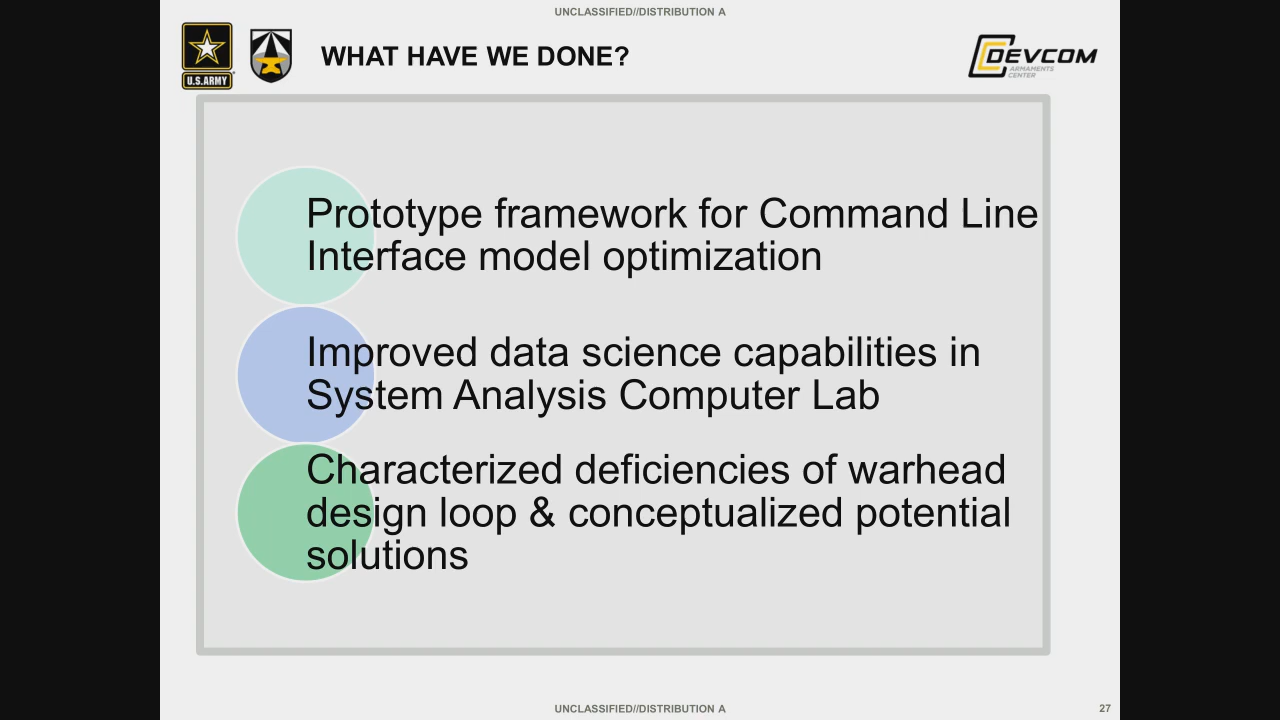 UNCLASSIFIED//DISTRIBUTION A
U.S.ARMY
WHAT HAVE WE DONE?
DEVCOM
ARMAMENTS
CENTER
Prototype framework for Command Line
Interface model optimization
Improved data science capabilities in
System Analysis Computer Lab
Characterized deficiencies of warhead
design loop & conceptualized potential
solutions
UNCLASSIFIED//DISTRIBUTION A
27